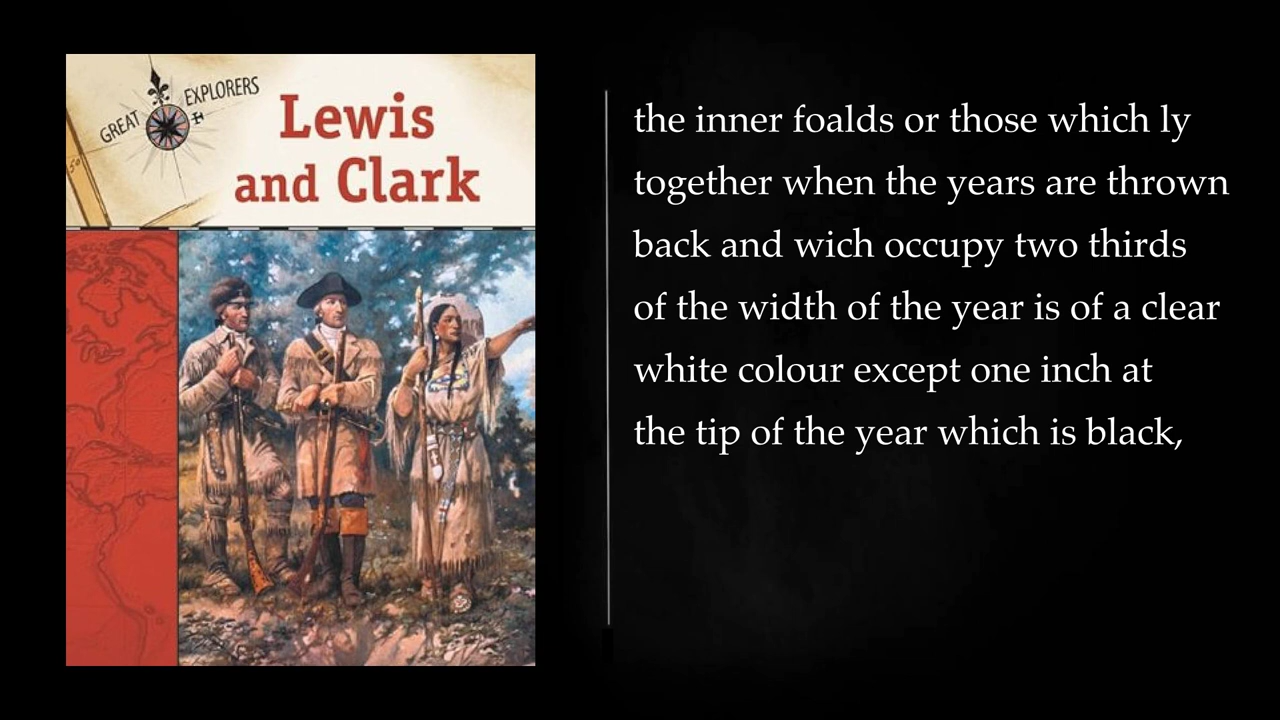 GREAT EXPLORERS
Lewis
and Clark
50
the inner foalds or those which ly
together when the years are thrown
back and wich occupy two thirds
of the width of the year is of a clear
white colour except one inch at
the tip of the year which is black,